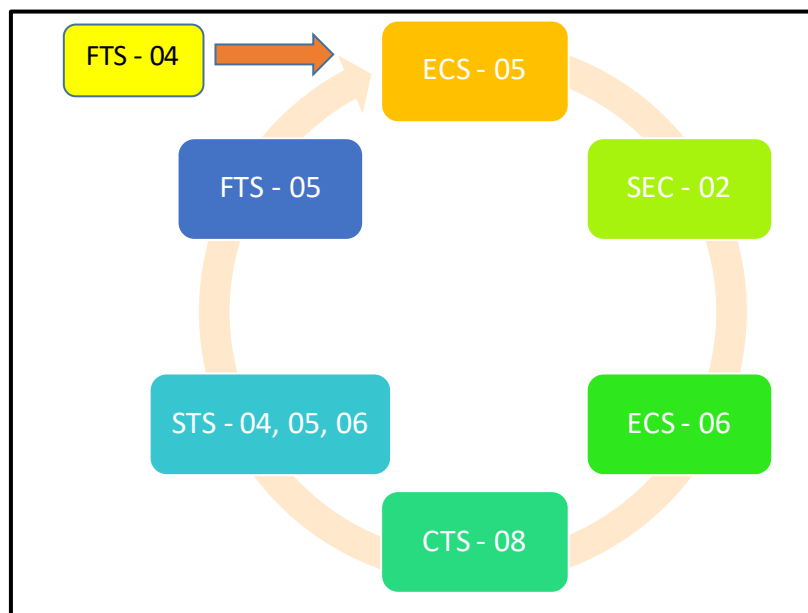 FTS - 04
ECS - 05
SEC - 02
ECS - 06
CTS - 08
STS - 04, 05, 06
FTS - 05